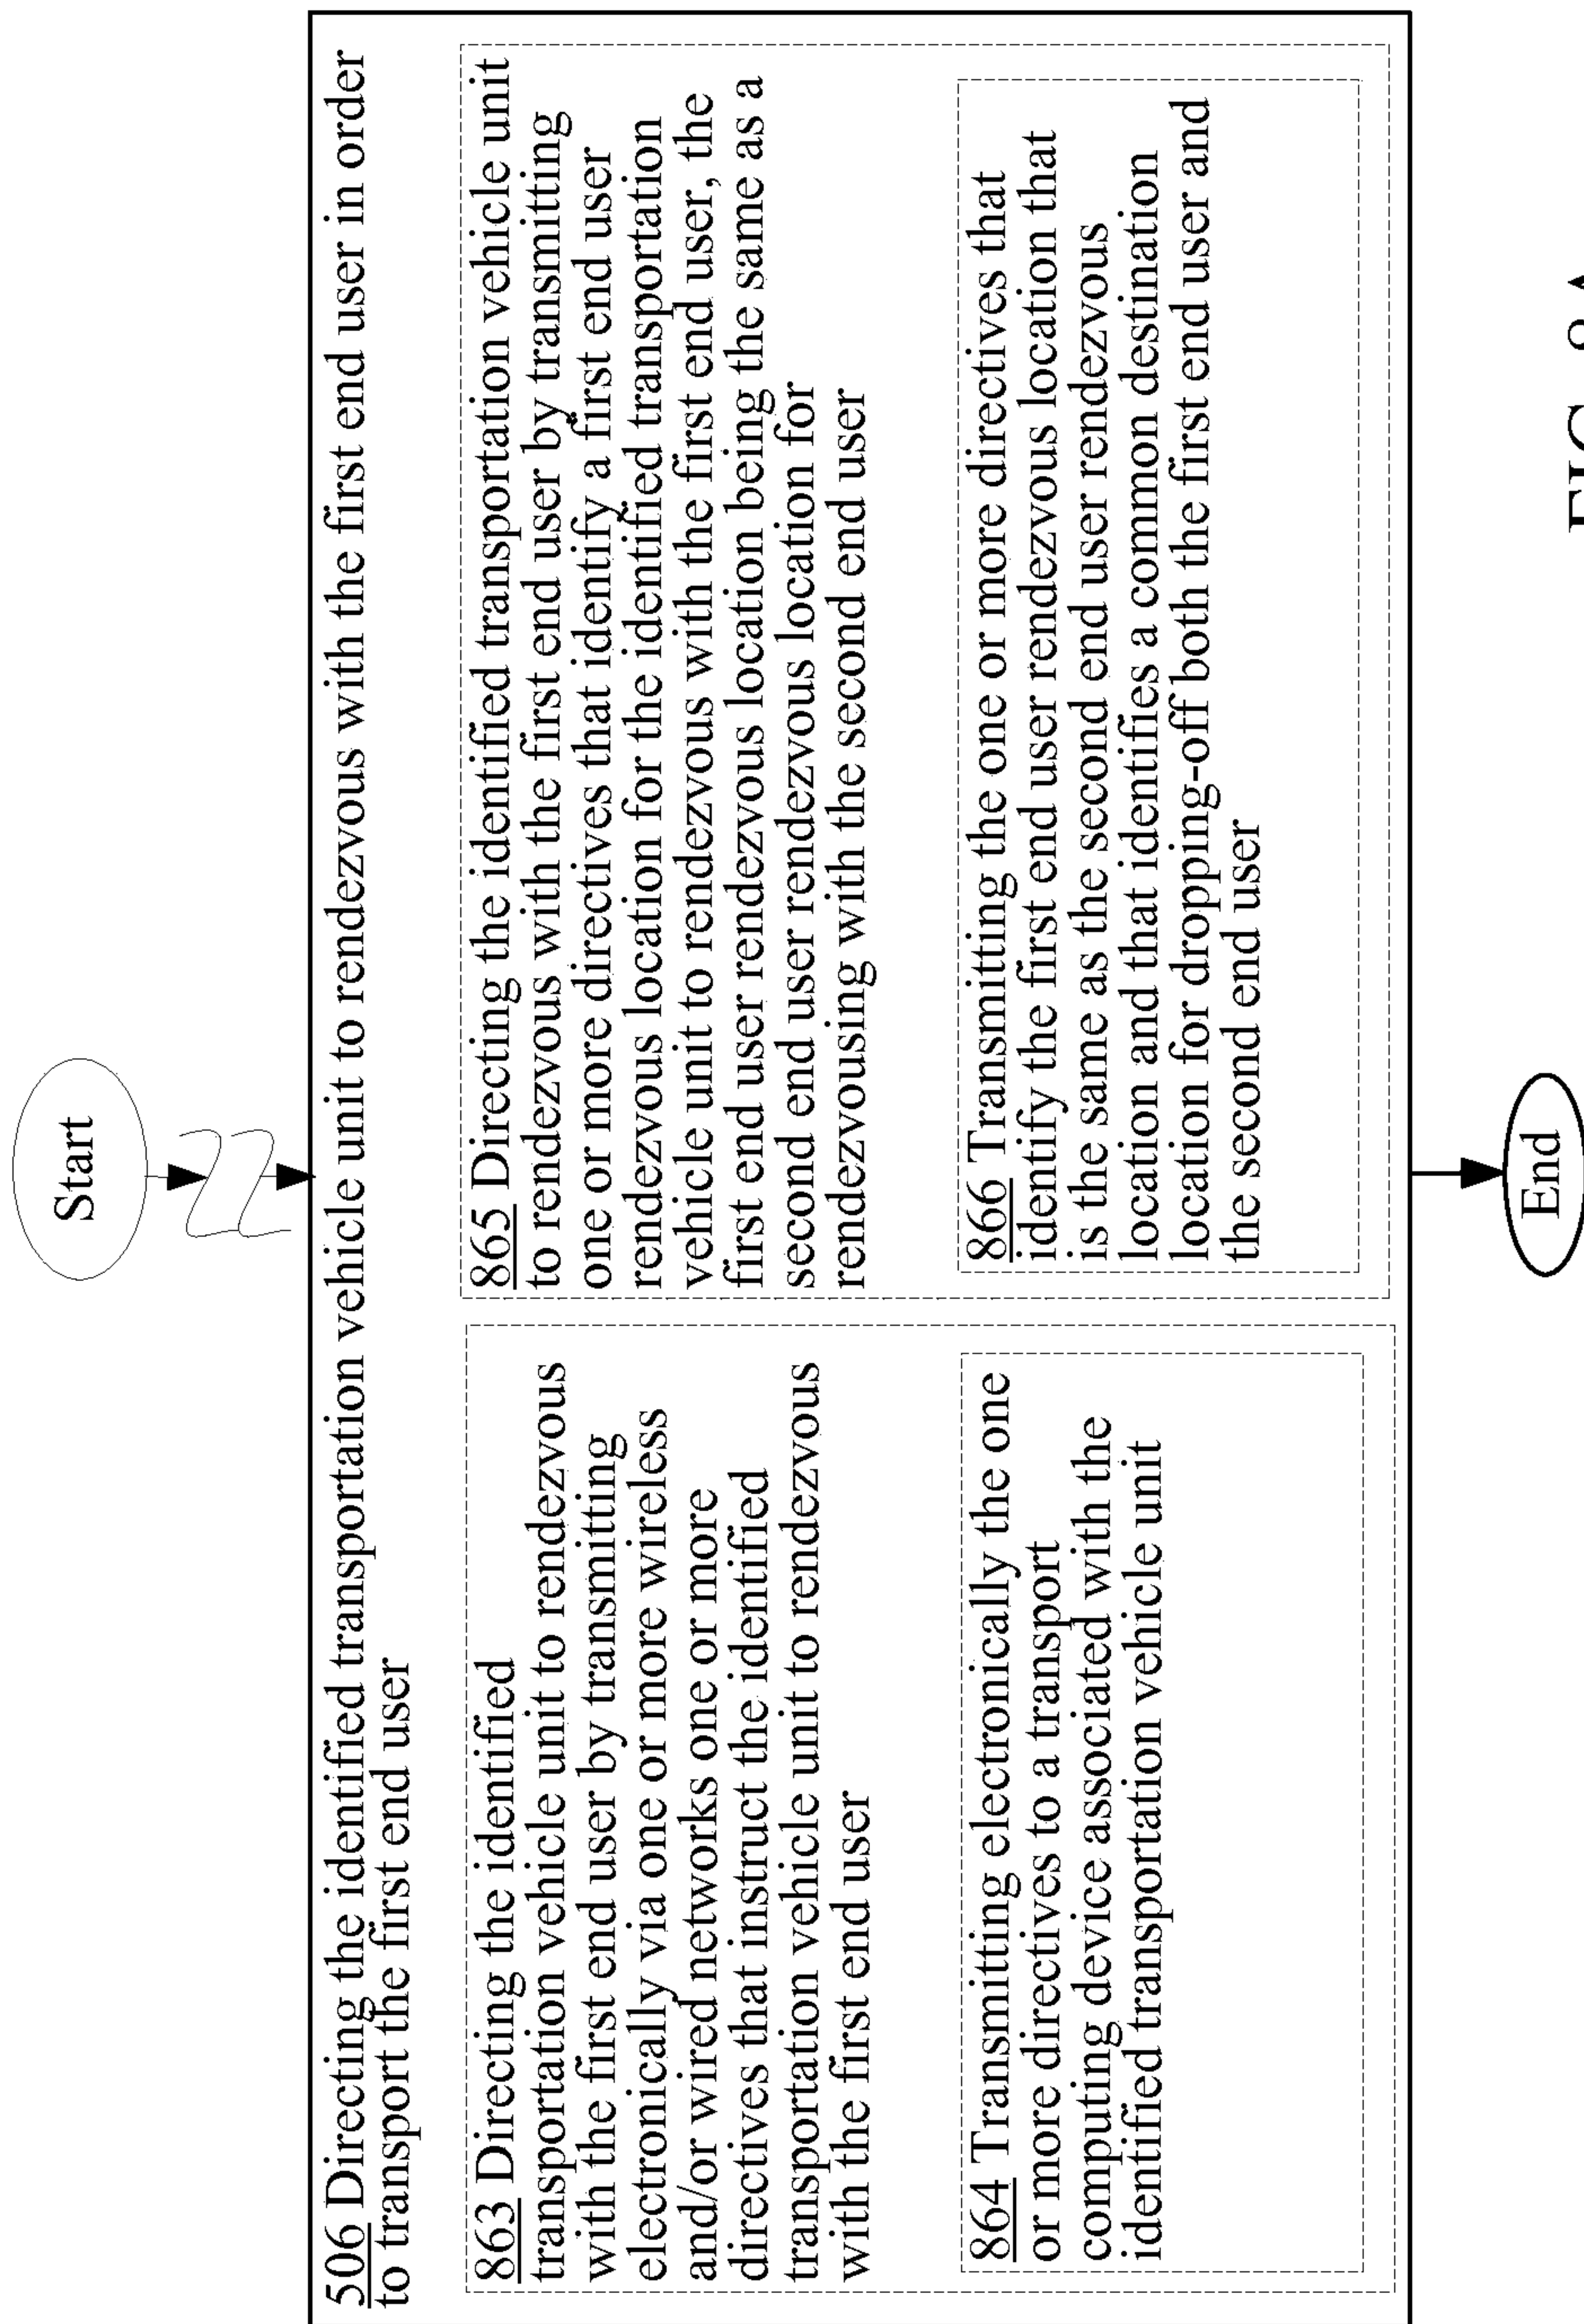 Start
506 Directing the identified transportation vehicle unit to rendezvous with the first end user in order
to transport the first end user
863 Directing the identified
transportation vehicle unit to rendezvous
with the first end user by transmitting
electronically via one or more wireless
and/or wired networks one or more
directives that instruct the identified
transportation vehicle unit to rendezvous
with the first end user
864 Transmitting electronically the one
or more directives to a transport
computing device associated with the
identified transportation vehicle unit
865 Directing the identified transportation vehicle unit
to rendezvous with the first end user by transmitting
one or more directives that identify a first end user
rendezvous location for the identified transportation
vehicle unit to rendezvous with the first end user, the
first end user rendezvous location being the same as a
second end user rendezvous location for
rendezvousing with the second end user
866 Transmitting the one or more directives that
identify the first end user rendezvous location that
is the same as the second end user rendezvous
location and that identifies a common destination
location for dropping-off both the first end user and
the second end user
End